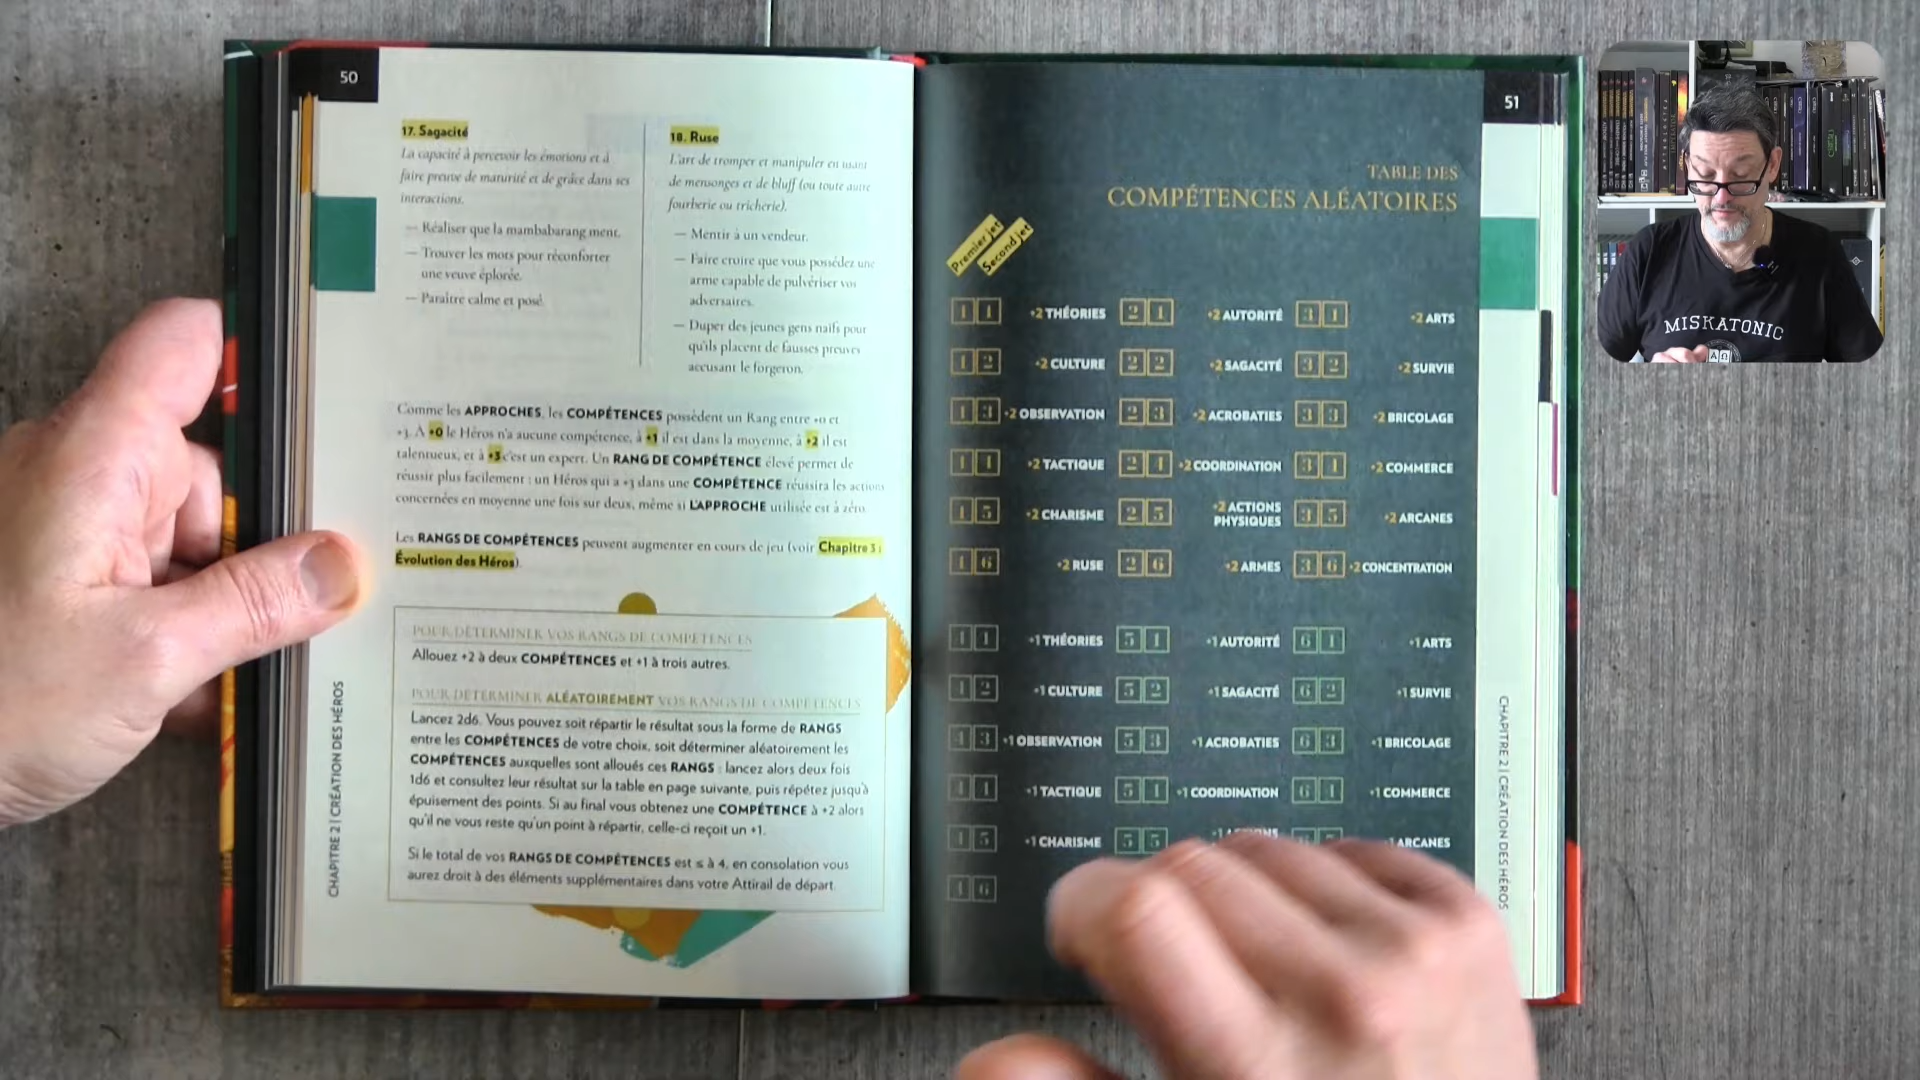 50
17. Sagacité
La capacité à percevoir les émotions et à
faire preuve de maturité et de grâce dans ses
interactions.
— Réaliser que la mambabarang ment.
— Trouver les mots pour réconforter
une veuve éplorée.
— Paraître calme et posé.
18. Ruse
L'art de tromper et manipuler en usant
de mensonges et de bluff (ou toute autre
fourberie ou tricherie).
— Mentir à un vendeur.
— Faire croire que vous possédez une
arme capable de pulvériser vos
adversaires.
— Duper des jeunes gens naïfs pour
qu'ils placent de fausses preuves
accusant le forgeron.
Comme les APPROCHES, les COMPÉTENCES possèdent un Rang entre +0 et
+3. À +0 le Héros n'a aucune compétence, à +1 il est dans la moyenne, à +2 il est
talentueux, et à +3 c'est un expert. Un RANG DE COMPÉTENCE élevé permet de
réussir plus facilement : un Héros qui a +3 dans une COMPÉTENCE réussira les actions
concernées en moyenne une fois sur deux, même si L'APPROCHE utilisée est à zéro.
Les RANGS DE COMPÉTENCES peuvent augmenter en cours de jeu (voir Chapitre 3 :
Évolution des Héros).
POUR DÉTERMINER VOS RANGS DE COMPÉTENCES
Allouez +2 à deux COMPÉTENCES et +1 à trois autres.
POUR DÉTERMINER ALÉATOIREMENT VOS RANGS DE COMPÉTENCES
Lancez 2d6. Vous pouvez soit répartir le résultat sous la forme de RANGS
entre les COMPÉTENCES de votre choix, soit déterminer aléatoirement les
COMPÉTENCES auxquelles sont alloués ces RANGS : lancez alors deux fois
1d6 et consultez leur résultat sur la table en page suivante, puis répétez jusqu'à
épuisement des points. Si au final vous obtenez une COMPÉTENCE à +2 alors
qu'il ne vous reste qu'un point à répartir, celle-ci reçoit un +1.
Si le total de vos RANGS DE COMPÉTENCES est ≤ à 4, en consolation vous
aurez droit à des éléments supplémentaires dans votre Attirail de départ.
CHAPITRE 2 | CRÉATION DES HÉROS
51
TABLE DES
COMPÉTENCES ALÉATOIRES
Premier jet
Second jet
1 1 +2 THÉORIES 2 1 +2 AUTORITÉ 3 1 +2 ARTS
1 2 +2 CULTURE 2 2 +2 SAGACITÉ 3 2 +2 SURVIE
1 3 +2 OBSERVATION 2 3 +2 ACROBATIES 3 3 +2 BRICOLAGE
1 4 +2 TACTIQUE 2 4 +2 COORDINATION 3 4 +2 COMMERCE
1 5 +2 CHARISME 2 5 +2 ACTIONS PHYSIQUES 3 5 +2 ARCANES
1 6 +2 RUSE 2 6 +2 ARMES 3 6 +2 CONCENTRATION
4 1 +1 THÉORIES 5 1 +1 AUTORITÉ 6 1 +1 ARTS
4 2 +1 CULTURE 5 2 +1 SAGACITÉ 6 2 +1 SURVIE
4 3 +1 OBSERVATION 5 3 +1 ACROBATIES 6 3 +1 BRICOLAGE
4 4 +1 TACTIQUE 5 4 +1 COORDINATION 6 4 +1 COMMERCE
4 5 +1 CHARISME 5 5 +1 ARCANES
4 6
CHAPITRE 2 | CRÉATION DES HÉROS
MISKATONIC